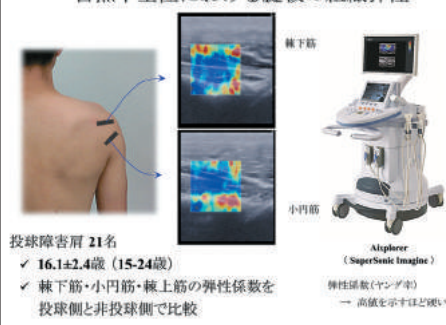 棘下筋
小円筋
Aixplorer
( SuperSonic Imagine )
投球障害肩 21名
✓ 16.1±2.4歳 (15-24歳)
✓ 棘下筋・小円筋・棘上筋の弾性係数を
投球側と非投球側で比較
弾性係数(ヤング率)
→ 高値を示すほど硬い